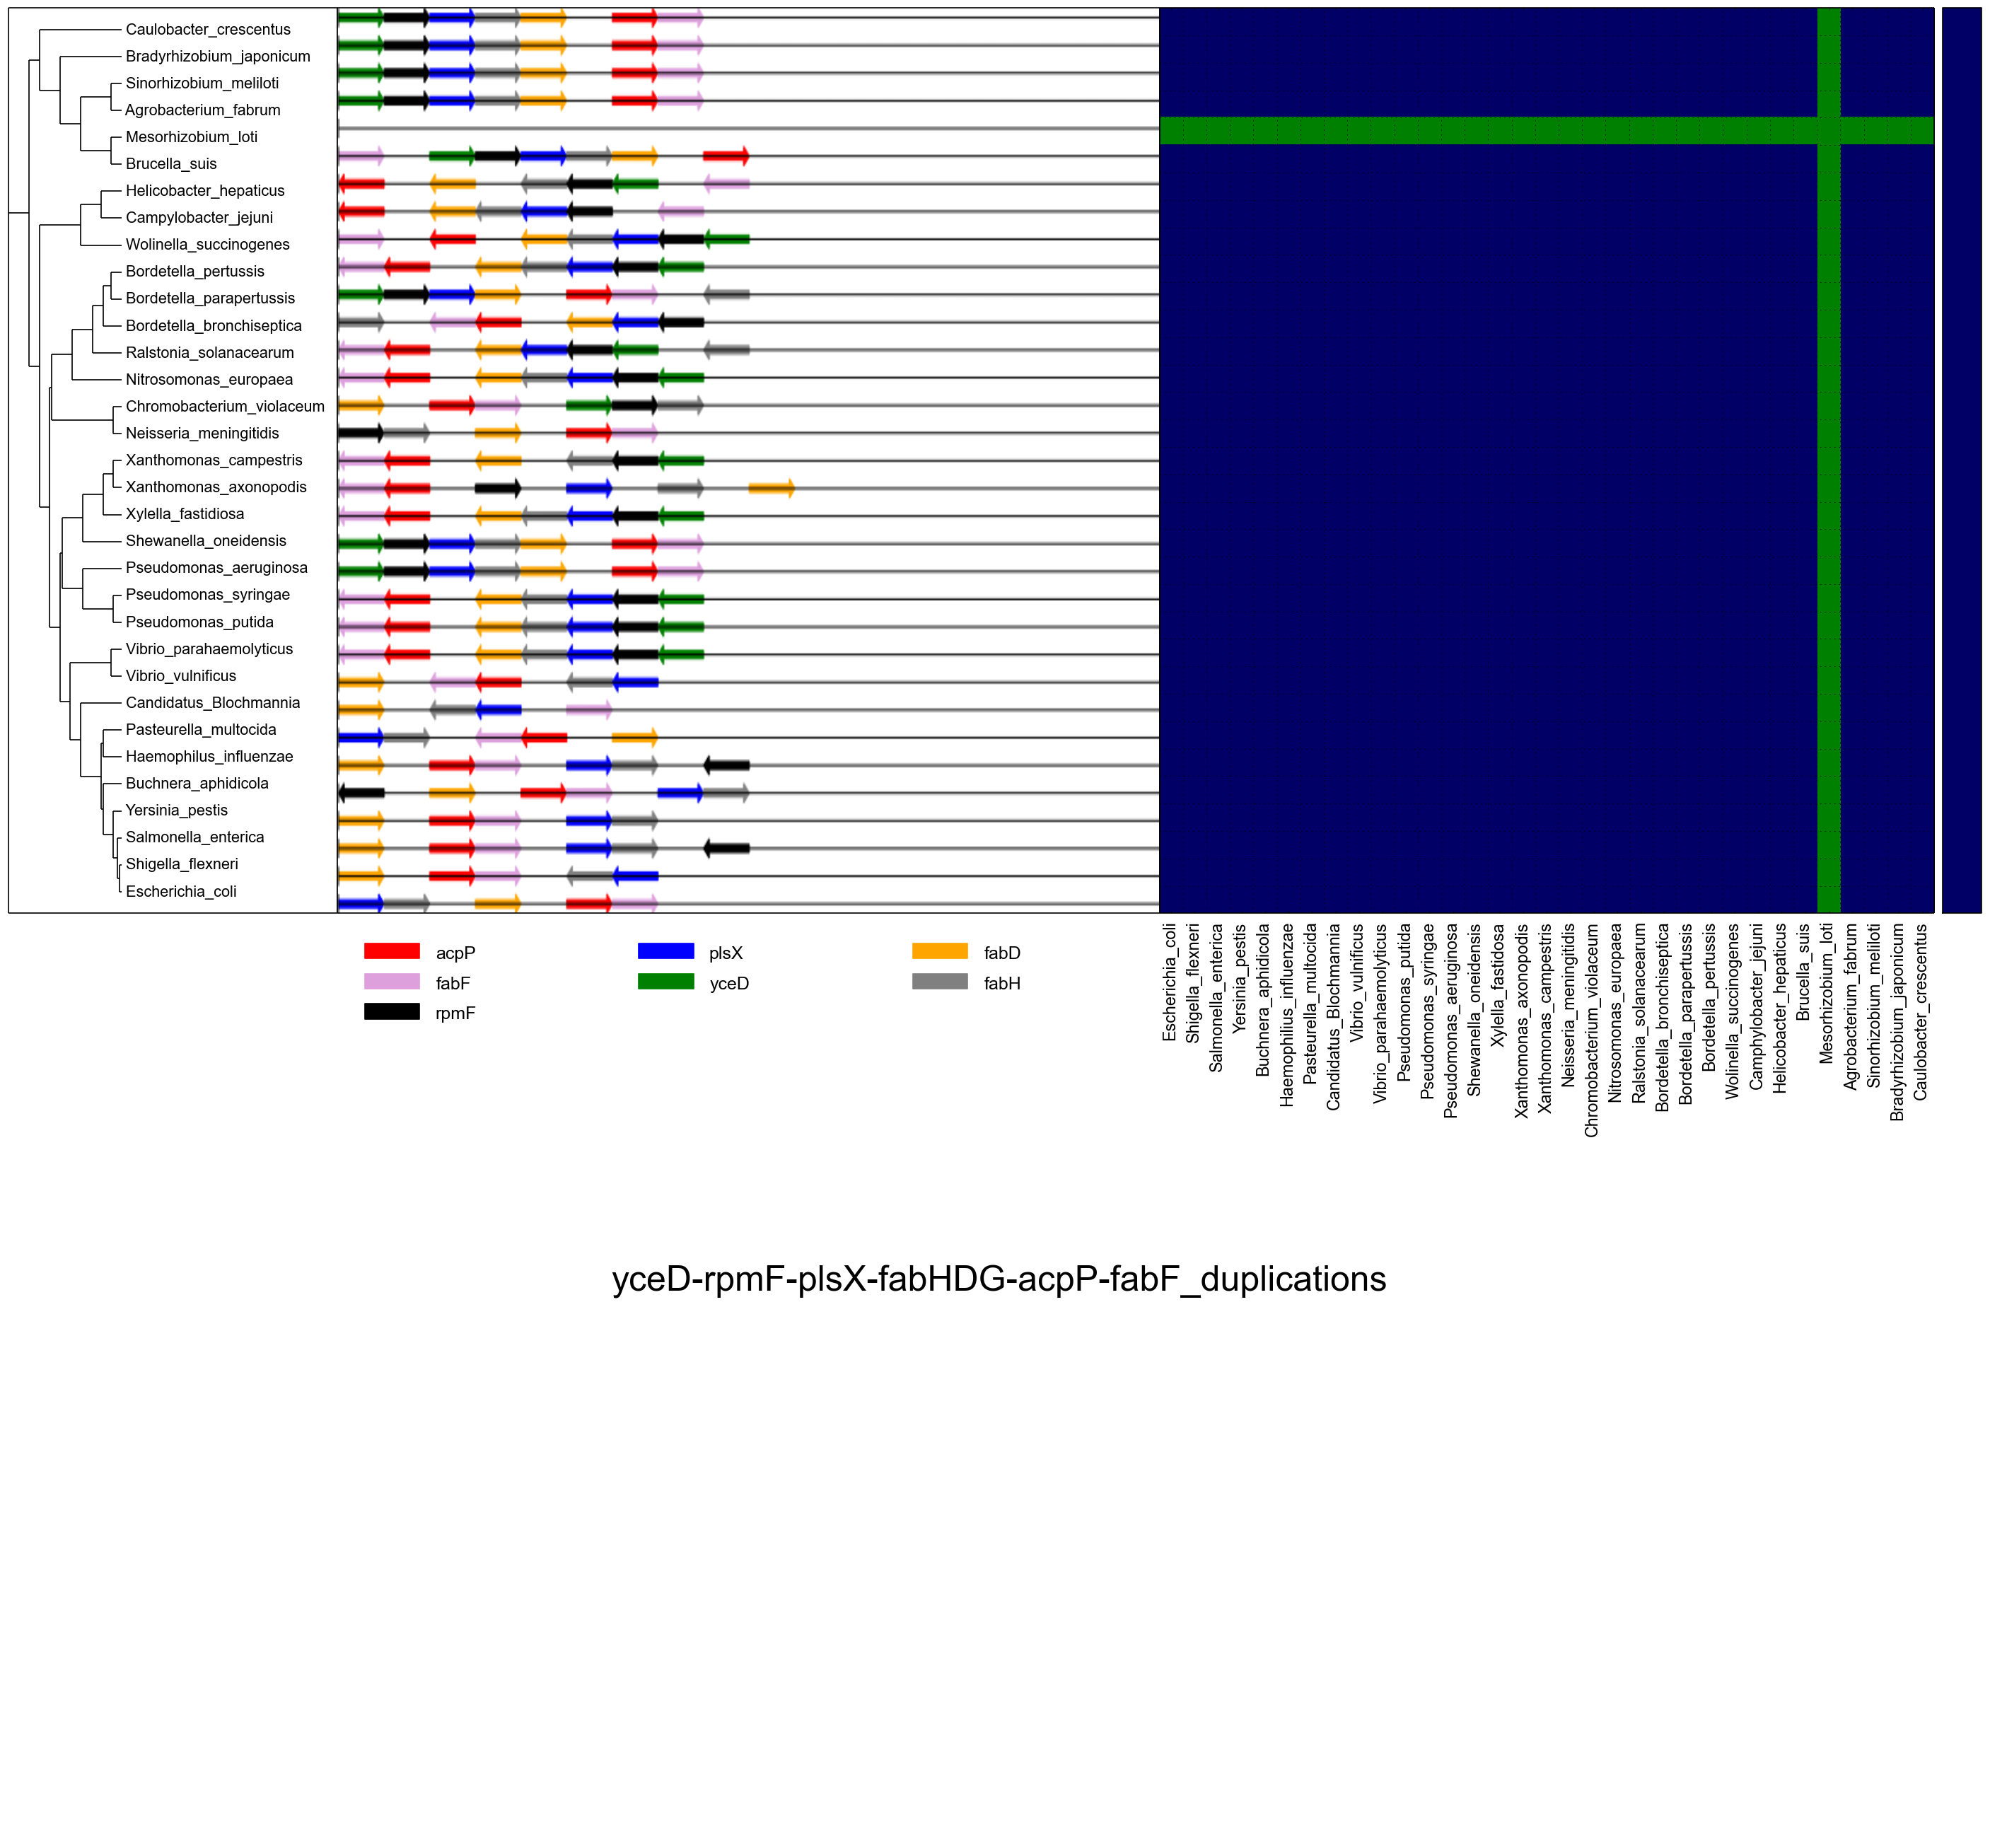 Caulobacter_crescentus
Bradyrhizobium_japonicum
Sinorhizobium_meliloti
Agrobacterium_fabrum
Mesorhizobium_loti
Brucella_suis
Helicobacter_hepaticus
Campylobacter_jejuni
Wolinella_succinogenes
Bordetella_pertussis
Bordetella_parapertussis
Bordetella_bronchiseptica
Ralstonia_solanacearum
Nitrosomonas_europaea
Chromobacterium_violaceum
Neisseria_meningitidis
Xanthomonas_campestris
Xanthomonas_axonopodis
Xylella_fastidiosa
Shewanella_oneidensis
Pseudomonas_aeruginosa
Pseudomonas_syringae
Pseudomonas_putida
Vibrio_parahaemolyticus
Vibrio_vulnificus
Candidatus_Blochmannia
Pasteurella_multocida
Haemophilus_influenzae
Buchnera_aphidicola
Yersinia_pestis
Salmonella_enterica
Shigella_flexneri
Escherichia_coli
acpP plsX fabD
fabF yceD fabH
rpmF
Escherichia_coli
Shigella_flexneri
Salmonella_enterica
Yersinia_pestis
Buchnera_aphidicola
Haemophilius_influenzae
Pasteurella_multocida
Candidatus_Blochmannia
Vibrio_vulnificus
Vibrio_parahaemolyticus
Pseudomonas_putida
Pseudomonas_syringae
Pseudomonas_aeruginosa
Shewanella_oneidensis
Xylella_fastidosa
Xanthomonas_axonopodis
Xanthomonas_campestris
Neisseria_meningitidis
Chromobacterium_violaceum
Nitrosomonas_europaea
Ralstonia_solanacearum
Bordetella_bronchiseptica
Bordetella_parapertussis
Bordetella_pertussis
Wolinella_succinogenes
Camphylobacter_jejuni
Helicobacter_hepaticus
Brucella_suis
Mesorhizobium_loti
Agrobacterium_fabrum
Sinorhizobium_meliloti
Bradyrhizobium_japonicum
Caulobacter_crescentus
yceD-rpmF-plsX-fabHDG-acpP-fabF_duplications